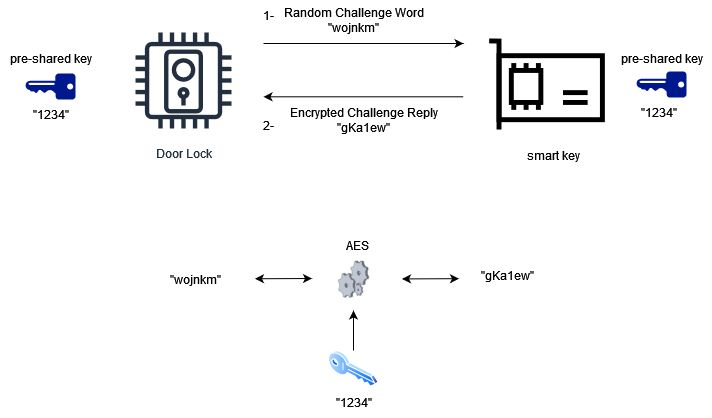 1- Random Challenge Word
"wojnkm"
pre-shared key
pre-shared key
"1234"
"1234"
2- Encrypted Challenge Reply
"gKa1ew"
Door Lock
smart key
AES
"wojnkm"
"gKa1ew"
"1234"